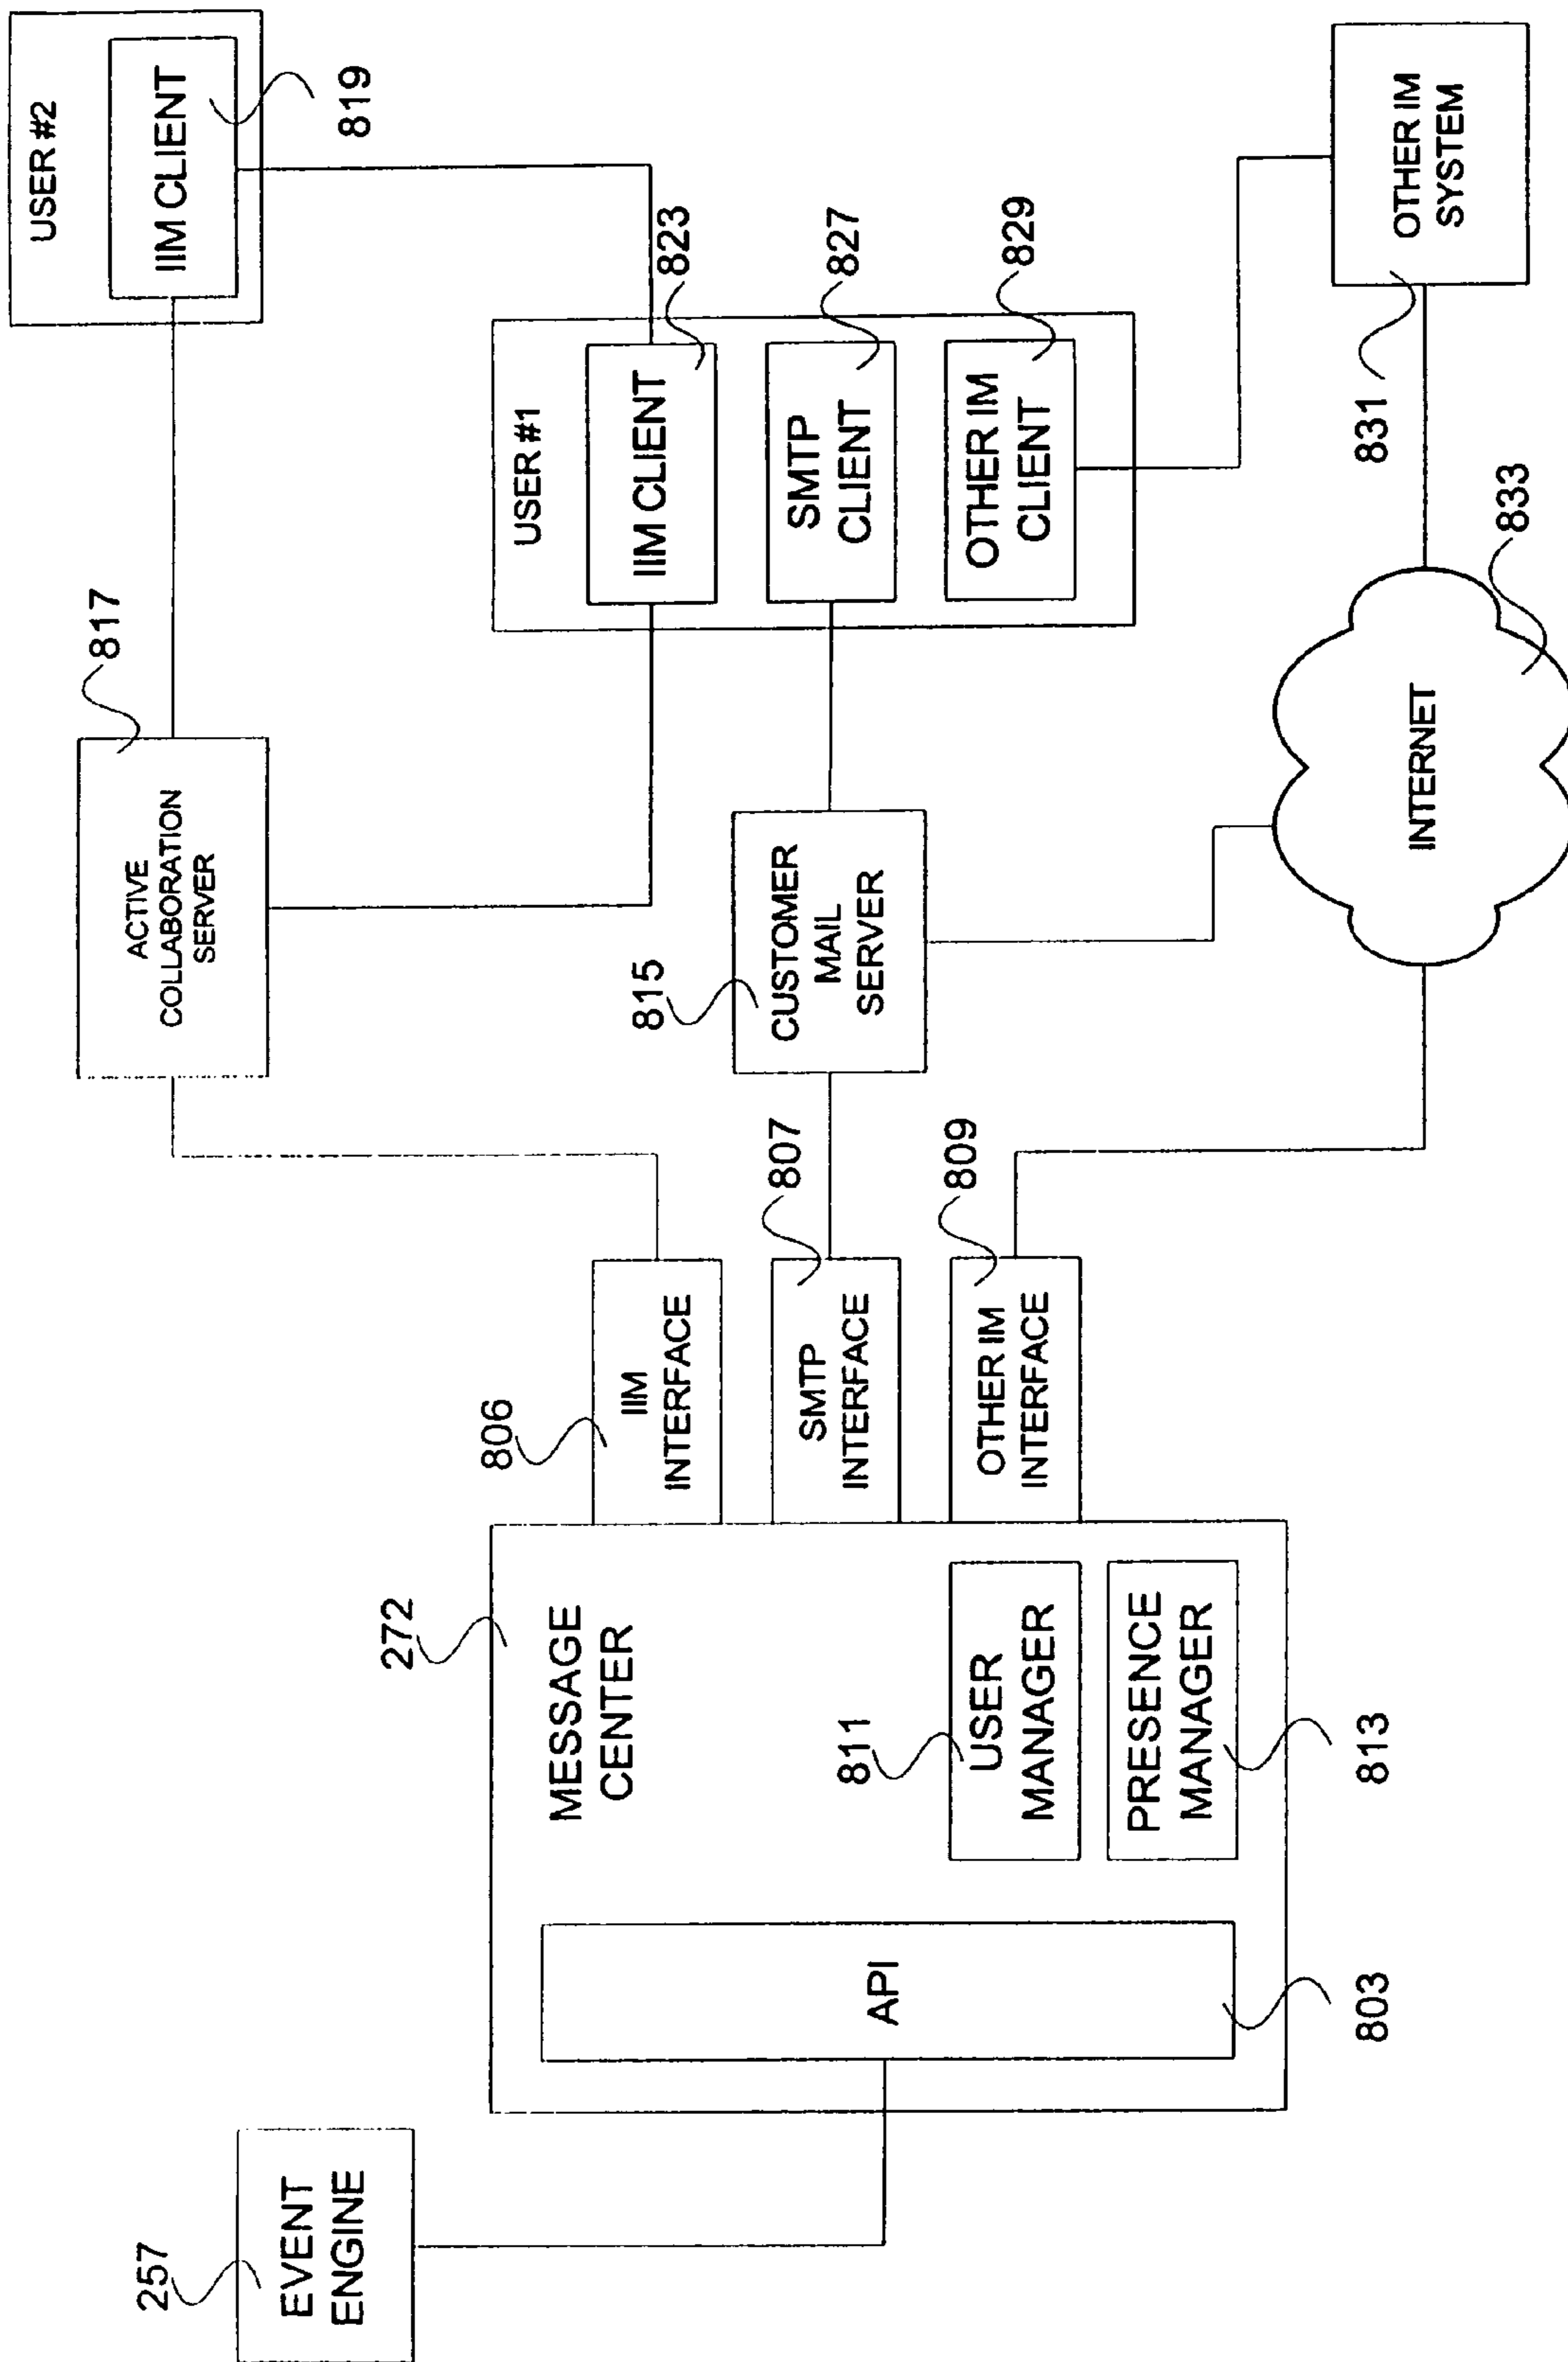 257
EVENT
ENGINE
272
MESSAGE
CENTER
API
803
811
USER
MANAGER
PRESENCE
MANAGER
813
806
IIM
INTERFACE
SMTP
INTERFACE
807
OTHER IM
INTERFACE
809
817
ACTIVE
COLLABORATION
SERVER
815
CUSTOMER
MAIL
SERVER
USER #2
IIM CLIENT
819
USER #1
IIM CLIENT
823
SMTP
CLIENT
827
OTHER IM
CLIENT
829
OTHER IM
SYSTEM
831
INTERNET
833